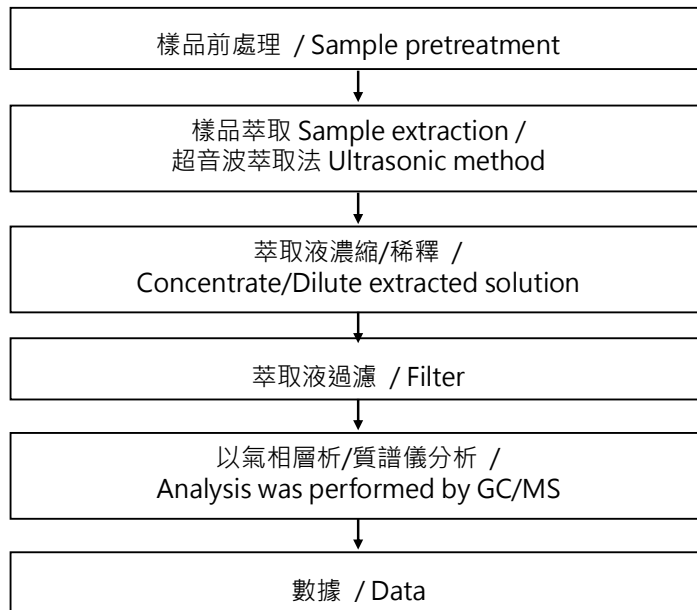 樣品前處理 / Sample pretreatment
樣品萃取 Sample extraction /
超音波萃取法 Ultrasonic method
萃取液濃縮/稀釋 /
Concentrate/Dilute extracted solution
萃取液過濾 / Filter
以氣相層析/質譜儀分析 /
Analysis was performed by GC/MS
數據 / Data